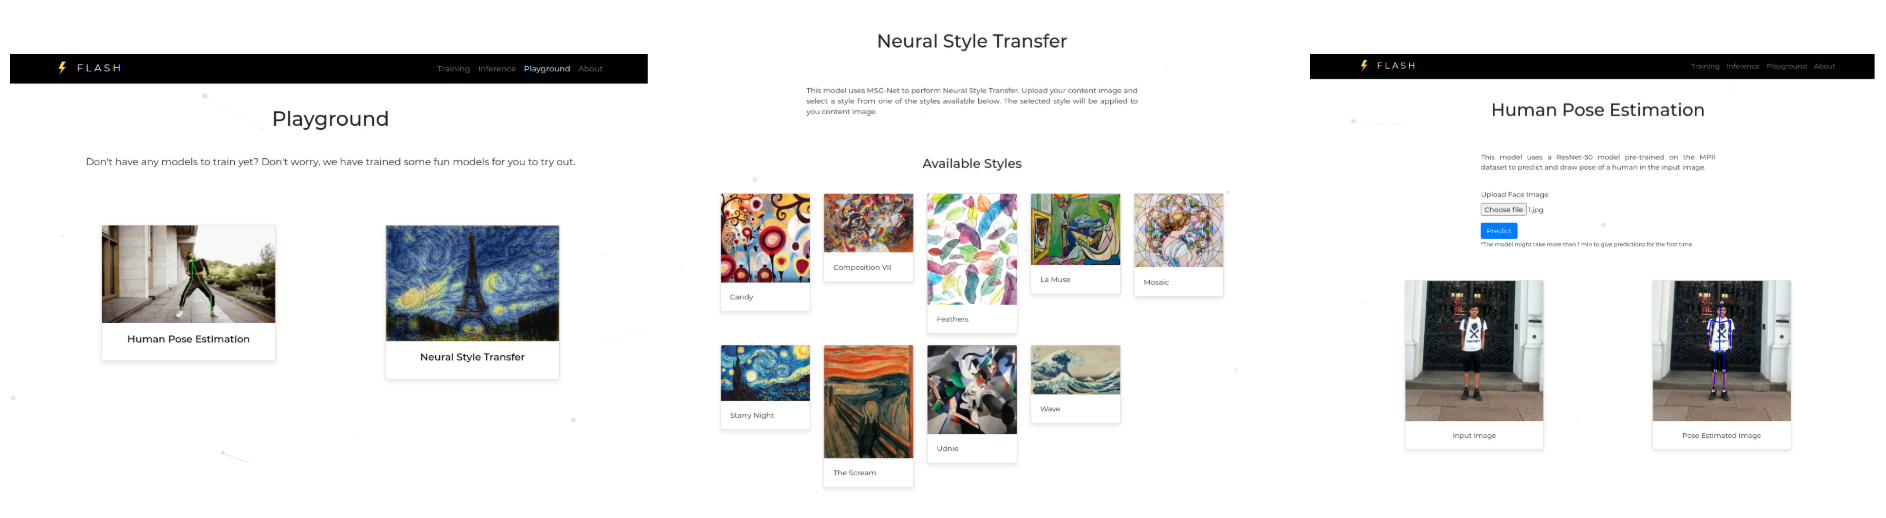 FLASH
Training Inference Playground About
Playground
Don't have any models to train yet? Don't worry, we have trained some fun models for you to try out.
Human Pose Estimation
Neural Style Transfer
Neural Style Transfer
This model uses MSG-Net to perform Neural Style Transfer. Upload your content image and
select a style from one of the styles available below. The selected style will be applied to
you content image.
Available Styles
Candy
Composition VII
Feathers
La Muse
Mosaic
Starry Night
The Scream
Udnie
Wave
FLASH
Training Inference Playground About
Human Pose Estimation
This model uses a ResNet-50 model pre-trained on the MPII
dataset to predict and draw pose of a human in the input image.
Upload Face Image
Choose file 1.jpg
Predict
*The model might take more than 1 min to give predictions for the first time.
Input Image
Pose Estimated Image